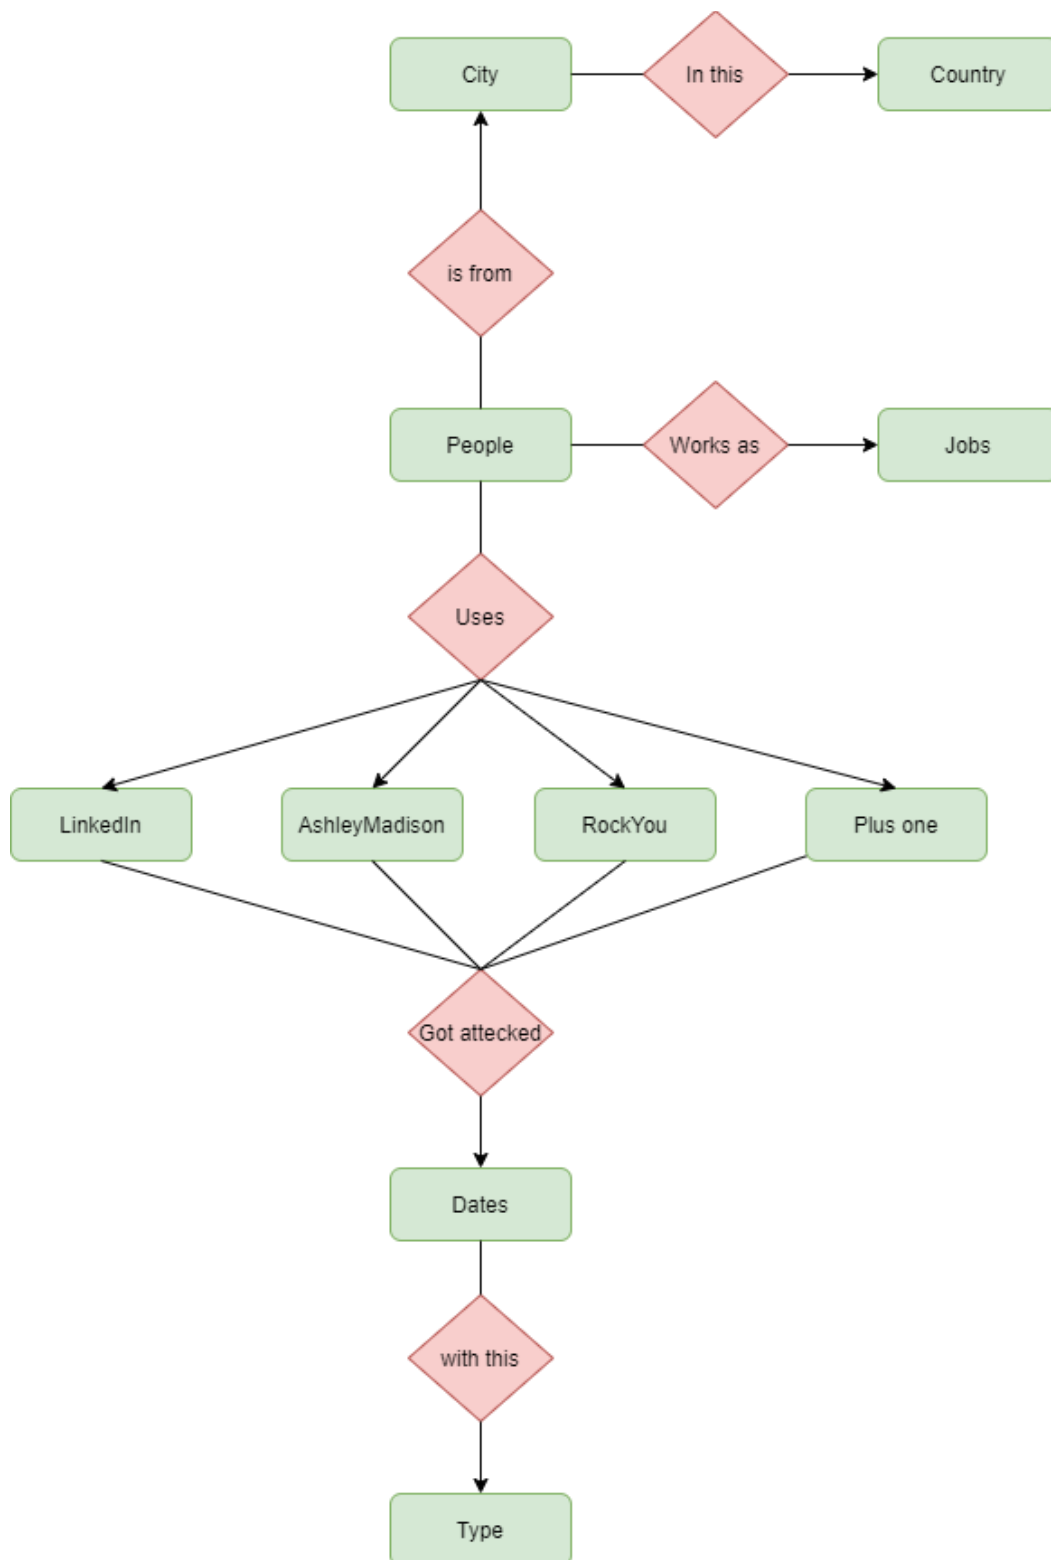 City
In this
Country
is from
People
Works as
Jobs
Uses
LinkedIn
AshleyMadison
RockYou
Plus one
Got attecked
Dates
with this
Type